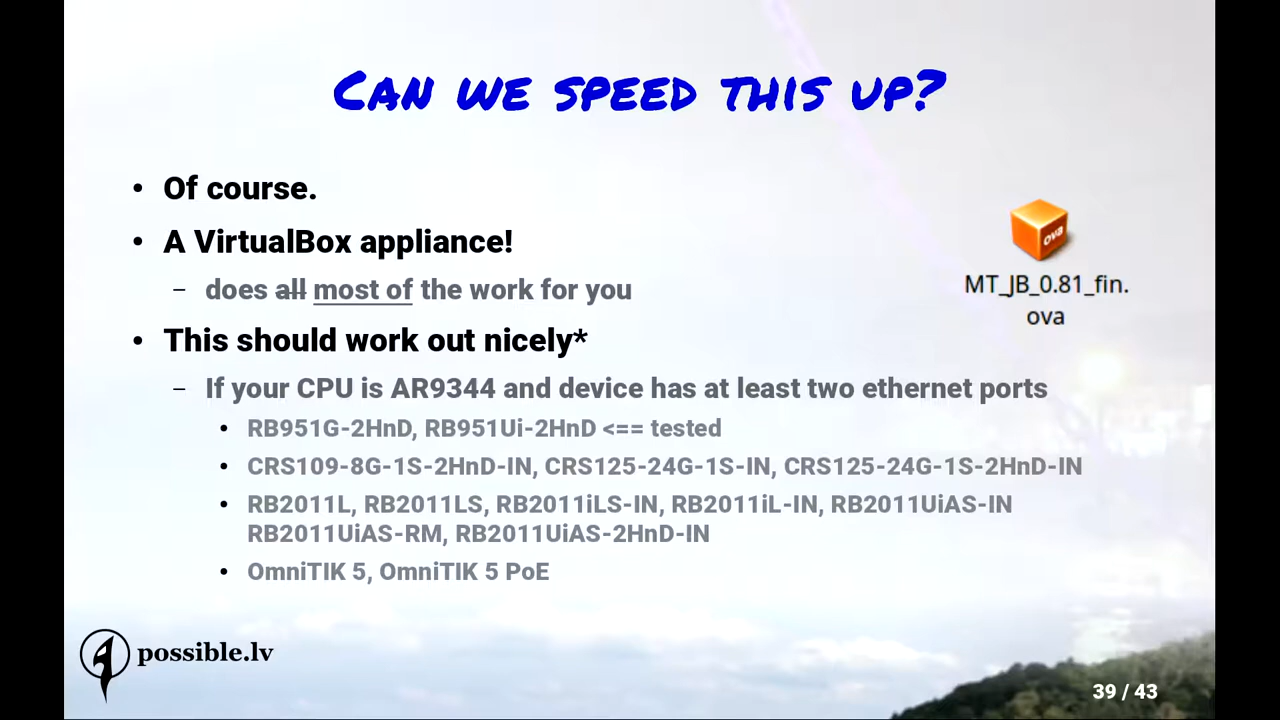 Can we speed this up?
• Of course.
• A VirtualBox appliance!
– does all most of the work for you
• This should work out nicely*
– If your CPU is AR9344 and device has at least two ethernet ports
• RB951G-2HnD, RB951Ui-2HnD <== tested
• CRS109-8G-1S-2HnD-IN, CRS125-24G-1S-IN, CRS125-24G-1S-2HnD-IN
• RB2011L, RB2011LS, RB2011iLS-IN, RB2011iL-IN, RB2011UiAS-IN
RB2011UiAS-RM, RB2011UiAS-2HnD-IN
• OmniTIK 5, OmniTIK 5 PoE
ova
MT_JB_0.81_fin.
ova
possible.lv
39 / 43